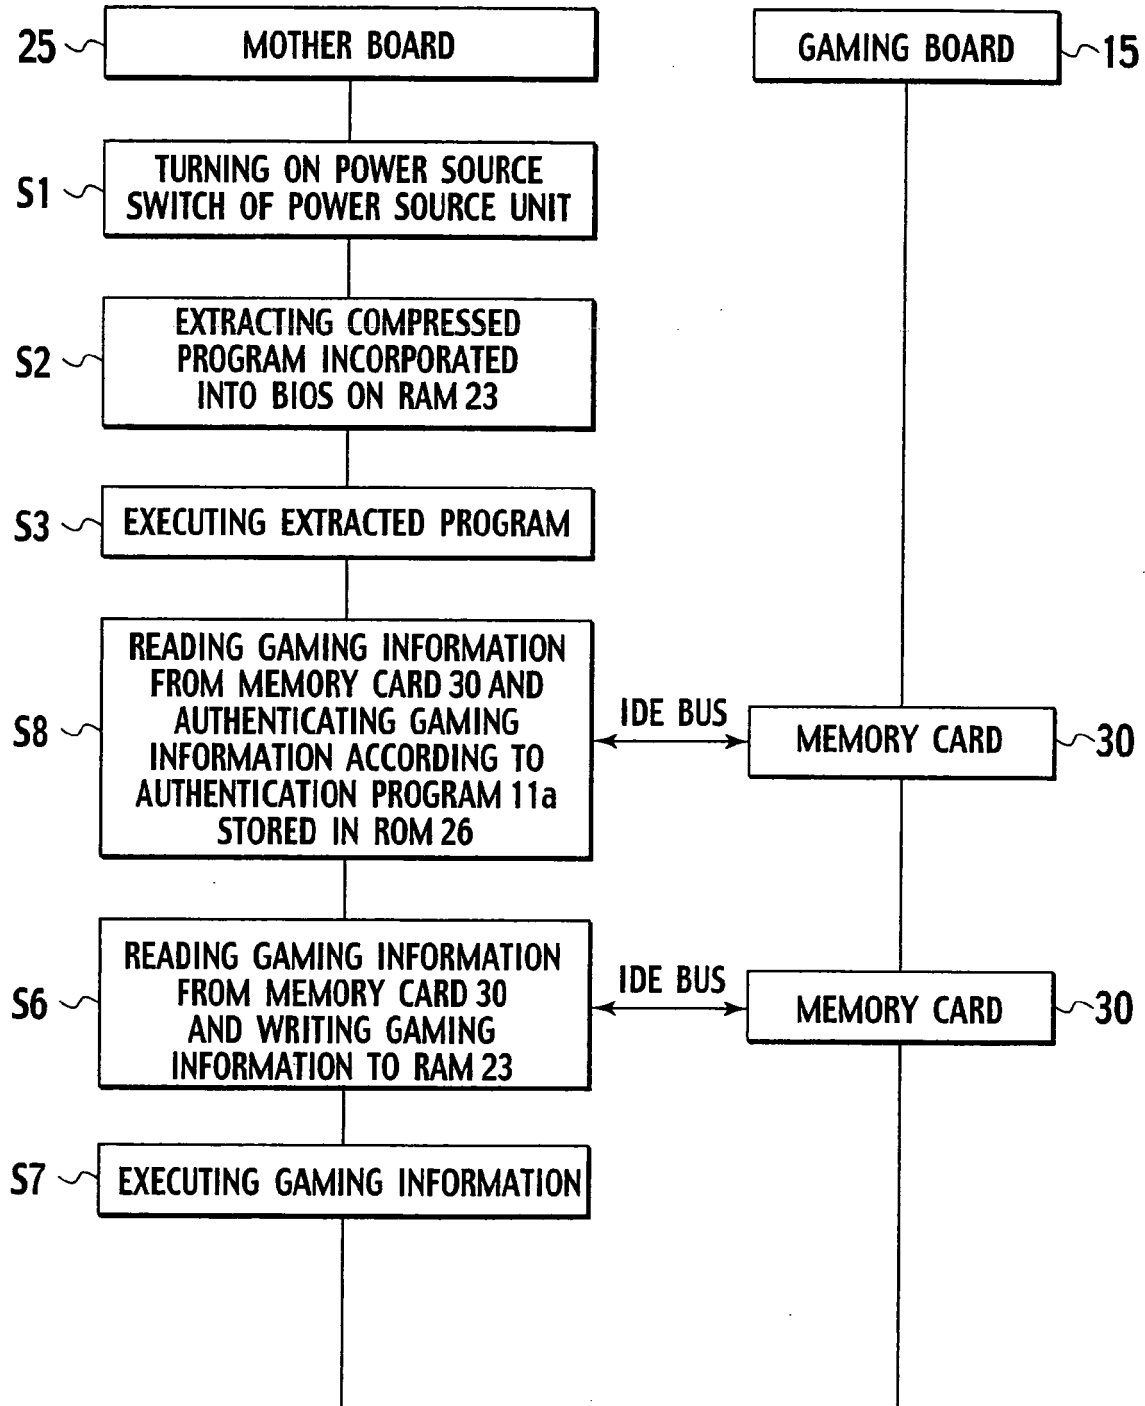 25
MOTHER BOARD
GAMING BOARD
15
S1
TURNING ON POWER SOURCE
SWITCH OF POWER SOURCE UNIT
S2
EXTRACTING COMPRESSED
PROGRAM INCORPORATED
INTO BIOS ON RAM 23
S3
EXECUTING EXTRACTED PROGRAM
S8
READING GAMING INFORMATION
FROM MEMORY CARD 30 AND
AUTHENTICATING GAMING
INFORMATION ACCORDING TO
AUTHENTICATION PROGRAM 11a
STORED IN ROM 26
IDE BUS
MEMORY CARD
30
S6
READING GAMING INFORMATION
FROM MEMORY CARD 30
AND WRITING GAMING
INFORMATION TO RAM 23
IDE BUS
MEMORY CARD
30
S7
EXECUTING GAMING INFORMATION